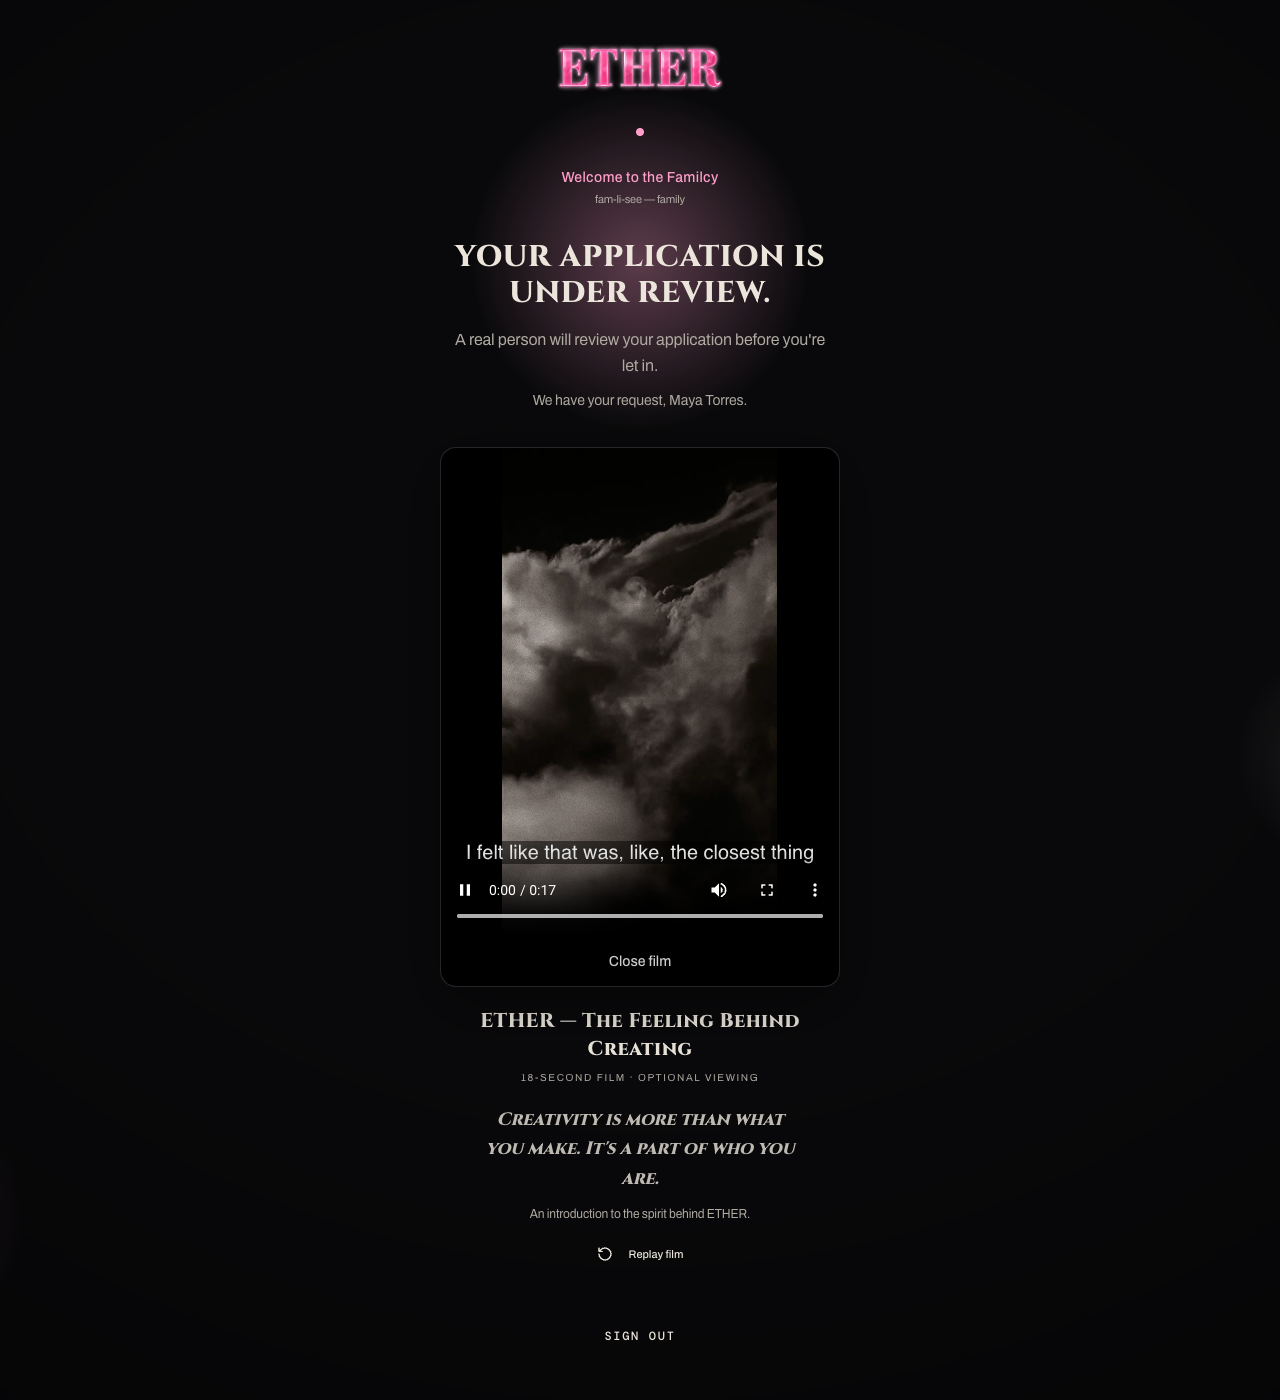 ETHER
Welcome to the Familcy
fam-li-see — family
YOUR APPLICATION IS
UNDER REVIEW.
A real person will review your application before you're
let in.
We have your request, Maya Torres.
I felt like that was, like, the closest thing
0:00 / 0:17
Close film
ETHER — The Feeling Behind
Creating
18-SECOND FILM · OPTIONAL VIEWING
Creativity is more than what
you make. It's a part of who you
are.
An introduction to the spirit behind ETHER.
Replay film
SIGN OUT